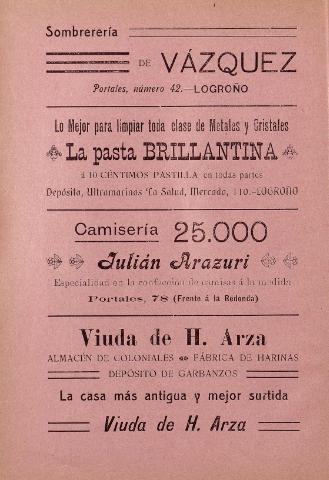 Sombrerería
DE VÁZQUEZ
Portales, número 42.—LOGROÑO
Lo Mejor para limpiar toda clase de Metales y Cristales
La pasta BRILLANTINA
á 10 CÉNTIMOS PASTILLA en todas partes
Depósito, Ultramarinos La Salud, Mercado, 110.-LOGROÑO
Camisería 25.000
Julián Arazuri
Especialidad en la confección de camisas á la medida
Portales, 78 (Frente á la Redonda)
Viuda de H. Arza
ALMACÉN DE COLONIALES FÁBRICA DE HARINAS
DEPÓSITO DE GARBANZOS
La casa más antigua y mejor surtida
Viuda de H. Arza